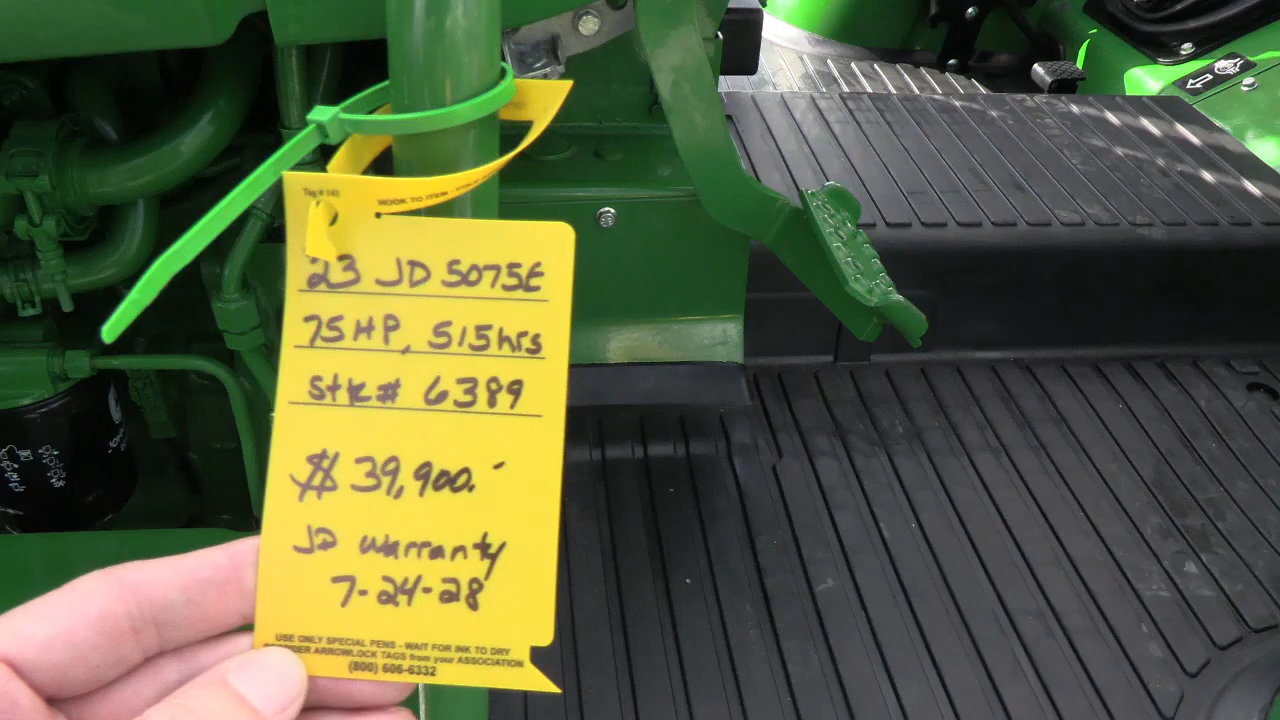 Tag # 143
HOOK TO ITEM -
23 JD 5075E
75HP, 515hrs
Stk# 6389
$ 39,900.-
JD warranty
7-24-28
USE ONLY SPECIAL PENS - WAIT FOR INK TO DRY
ARROWLOCK TAGS from your ASSOCIATION
(800) 606-6332